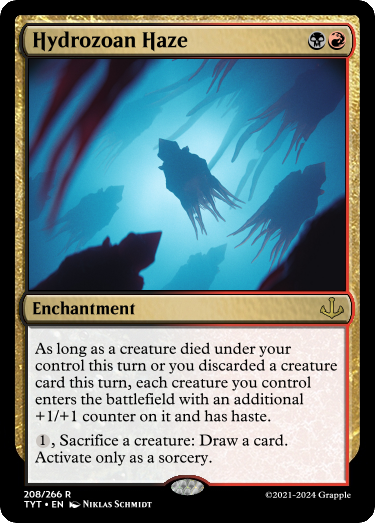 Hydrozoan Haze
Enchantment
As long as a creature died under your
control this turn or you discarded a creature
card this turn, each creature you control
enters the battlefield with an additional
+1/+1 counter on it and has haste.
1, Sacrifice a creature: Draw a card.
Activate only as a sorcery.
208/266 R
TYT • EN Niklas Schmidt
©2021-2024 Grapple